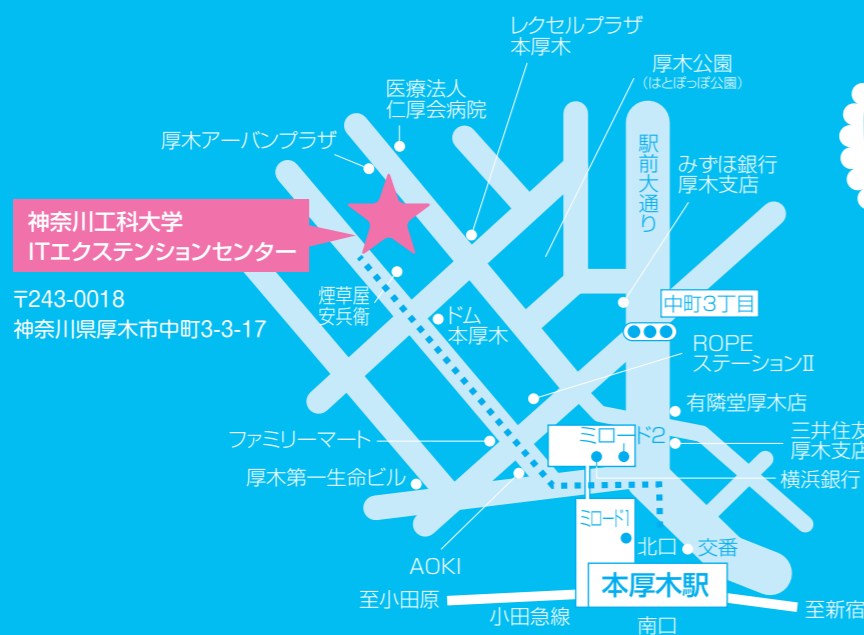 レクセルプラザ
本厚木
厚木公園
(はとぽっぽ公園)
医療法人
仁厚会病院
厚木アーバンプラザ
駅前大通り
みずほ銀行
厚木支店
神奈川工科大学
ITエクステンションセンター
〒243-0018
神奈川県厚木市中町3-3-17
煙草屋
安兵衛
ドム
本厚木
中町3丁目
ROPE
ステーションII
有隣堂厚木店
ファミリーマート
ミロード2
三井住友
厚木支店
厚木第一生命ビル
横浜銀行
ミロード1
北口
交番
AOKI
本厚木駅
至小田原
小田急線
南口
至新宿